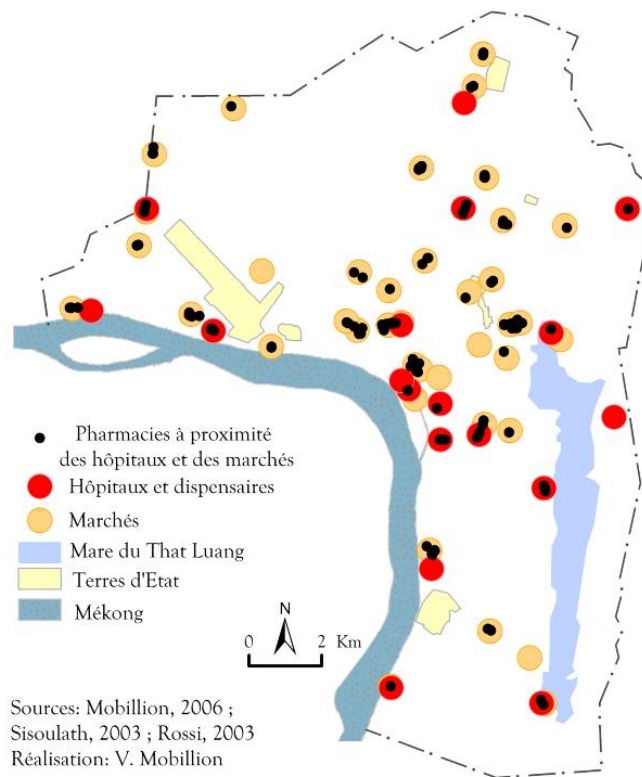 Pharmacies à proximité
des hôpitaux et des marchés
Hôpitaux et dispensaires
Marchés
Mare du That Luang
Terres d'Etat
Mékong
N
0 2 Km
Sources: Mobillion, 2006 ;
Sisoulath, 2003 ; Rossi, 2003
Réalisation: V. Mobillion